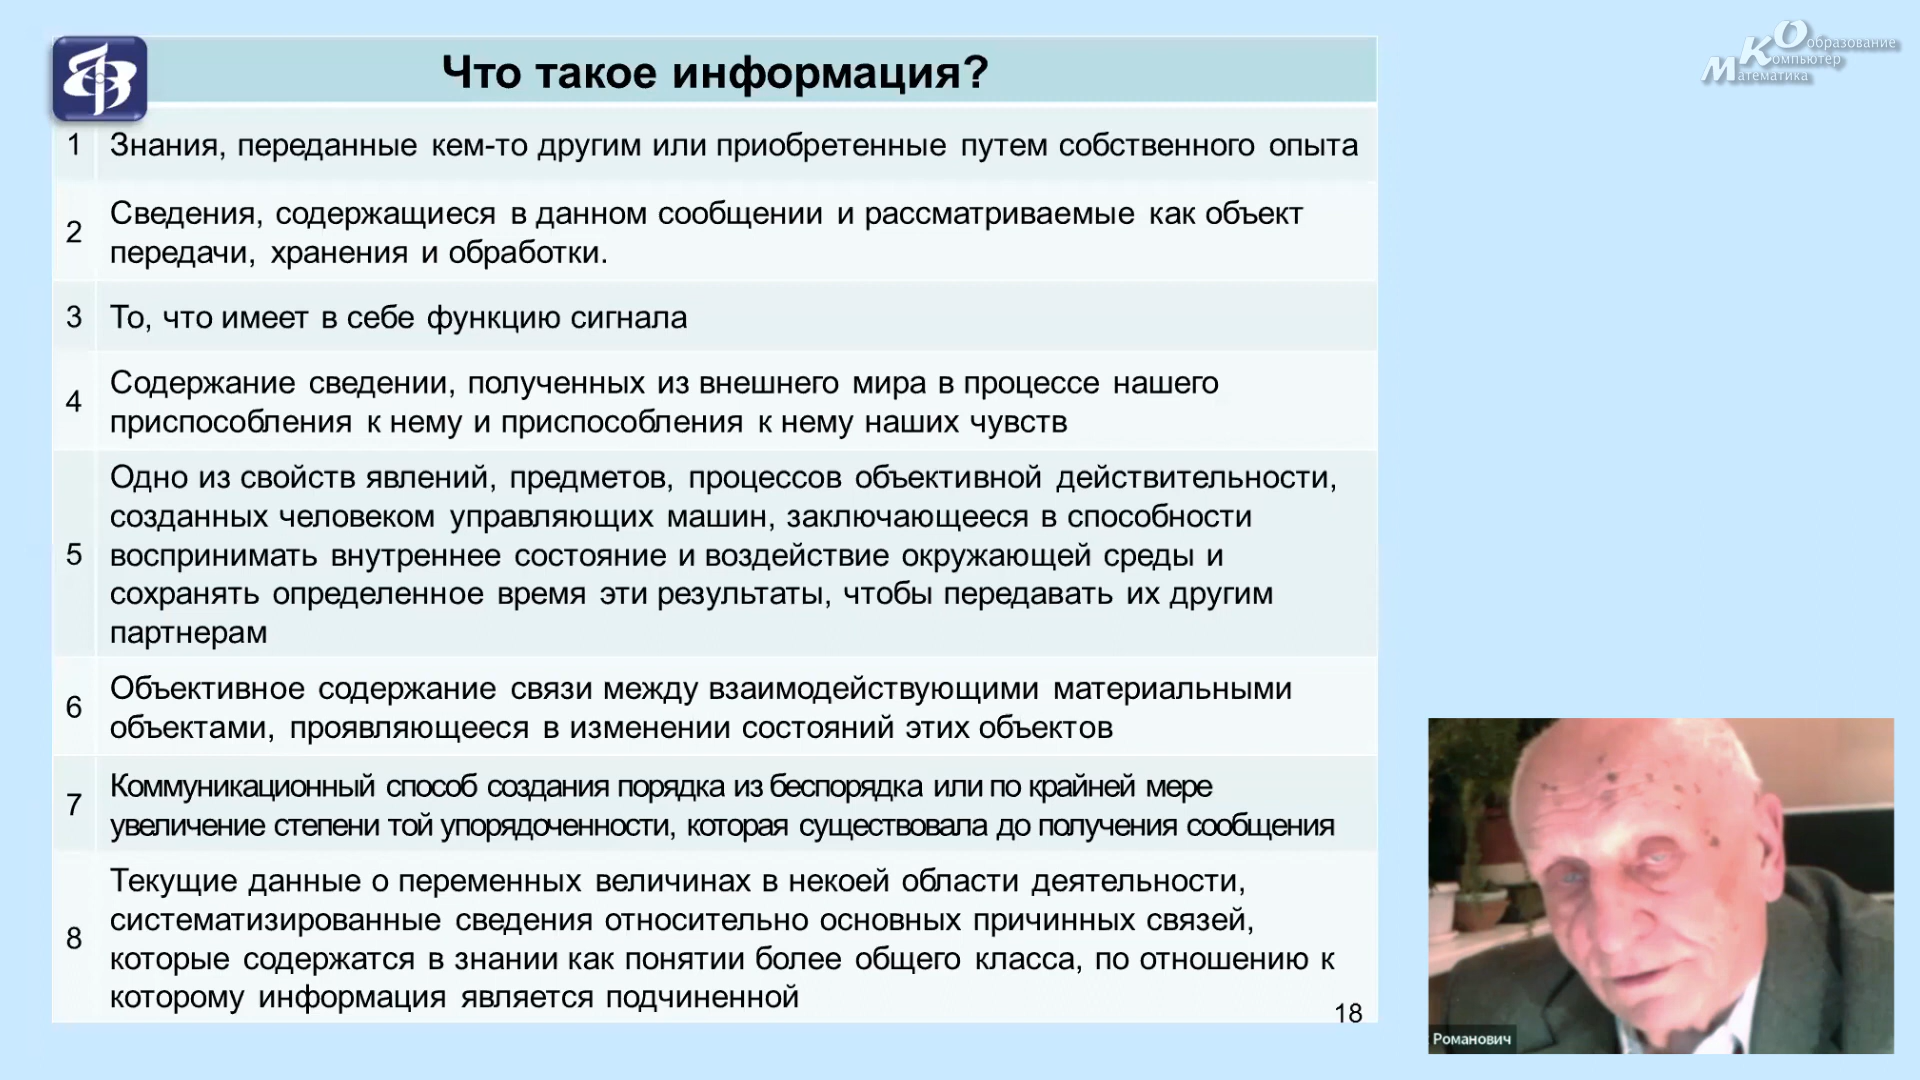 Что такое информация?
Образование
Компьютер
Математика
1 Знания, переданные кем-то другим или приобретенные путем собственного опыта
2 Сведения, содержащиеся в данном сообщении и рассматриваемые как объект
передачи, хранения и обработки.
3 То, что имеет в себе функцию сигнала
4 Содержание сведении, полученных из внешнего мира в процессе нашего
приспособления к нему и приспособления к нему наших чувств
5 Одно из свойств явлений, предметов, процессов объективной действительности,
созданных человеком управляющих машин, заключающееся в способности
воспринимать внутреннее состояние и воздействие окружающей среды и
сохранять определенное время эти результаты, чтобы передавать их другим
партнерам
6 Объективное содержание связи между взаимодействующими материальными
объектами, проявляющееся в изменении состояний этих объектов
7 Коммуникационный способ создания порядка из беспорядка или по крайней мере
увеличение степени той упорядоченности, которая существовала до получения сообщения
8 Текущие данные о переменных величинах в некоей области деятельности,
систематизированные сведения относительно основных причинных связей,
которые содержатся в знании как понятии более общего класса, по отношению к
которому информация является подчиненной
18
Романович